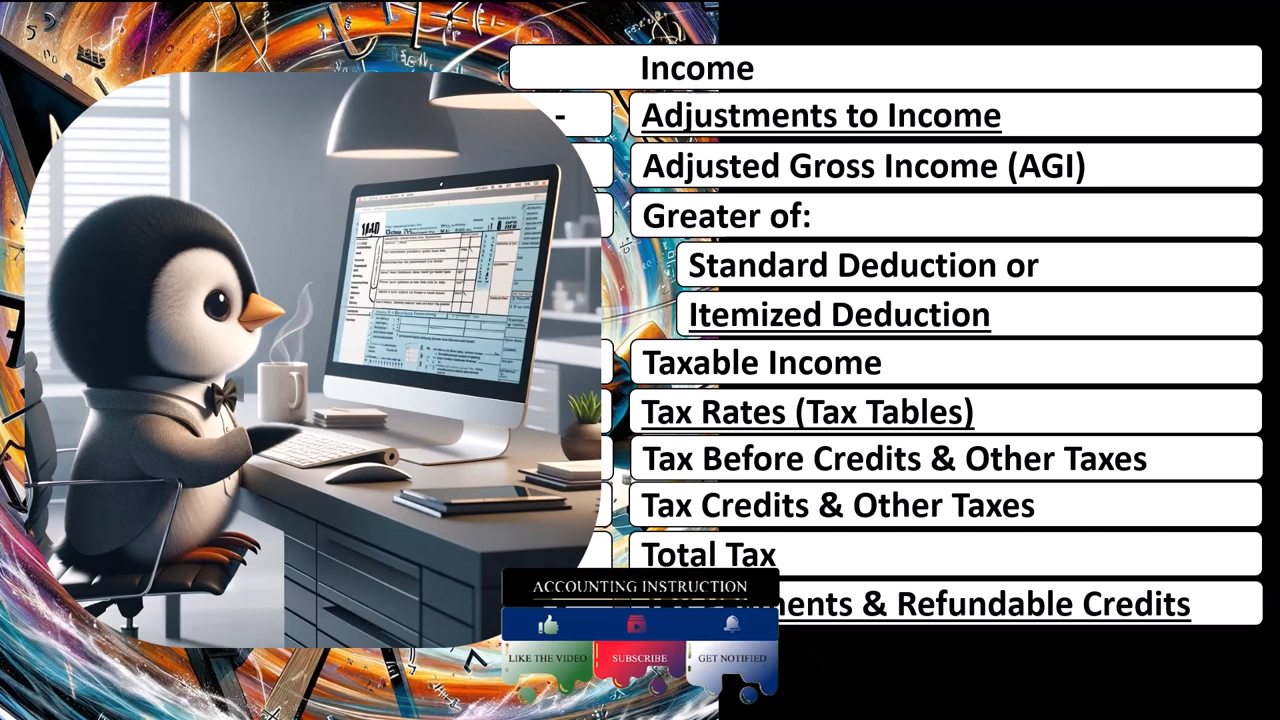 Income
-
Adjustments to Income
Adjusted Gross Income (AGI)
Greater of:
Standard Deduction or
Itemized Deduction
Taxable Income
Tax Rates (Tax Tables)
Tax Before Credits & Other Taxes
Tax Credits & Other Taxes
Total Tax
& Refundable Credits
ACCOUNTING INSTRUCTION
LIKE THE VIDEO
SUBSCRIBE
GET NOTIFIED